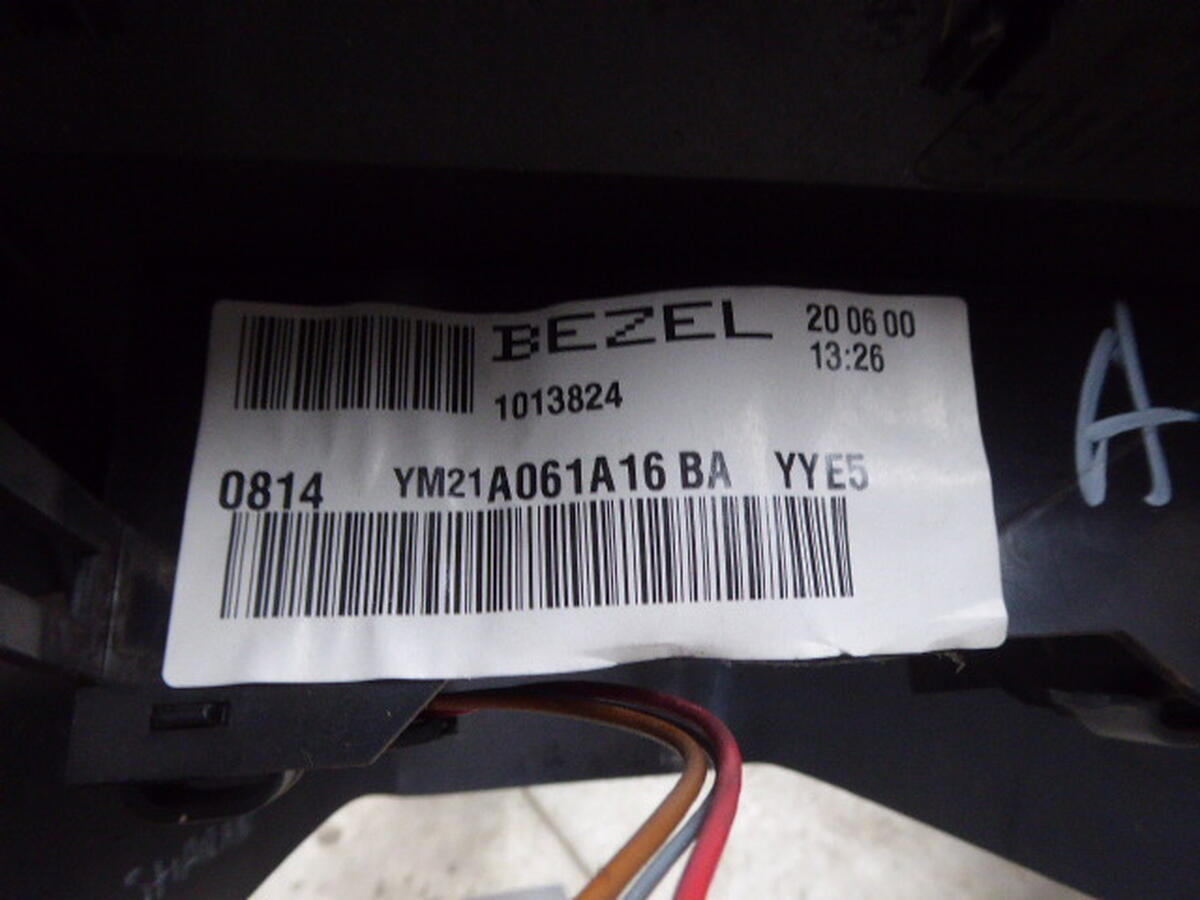 BEZEL 20 06 00
13:26
1013824
0814 YM21A061A16 BA YYE5
A